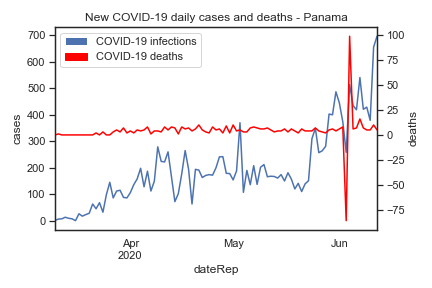 New COVID-19 daily cases and deaths - Panama
COVID-19 infections
COVID-19 deaths
700
600
500
400
300
200
100
0
cases
100
75
50
25
0
−25
−50
−75
deaths
Apr
2020
May
Jun
dateRep